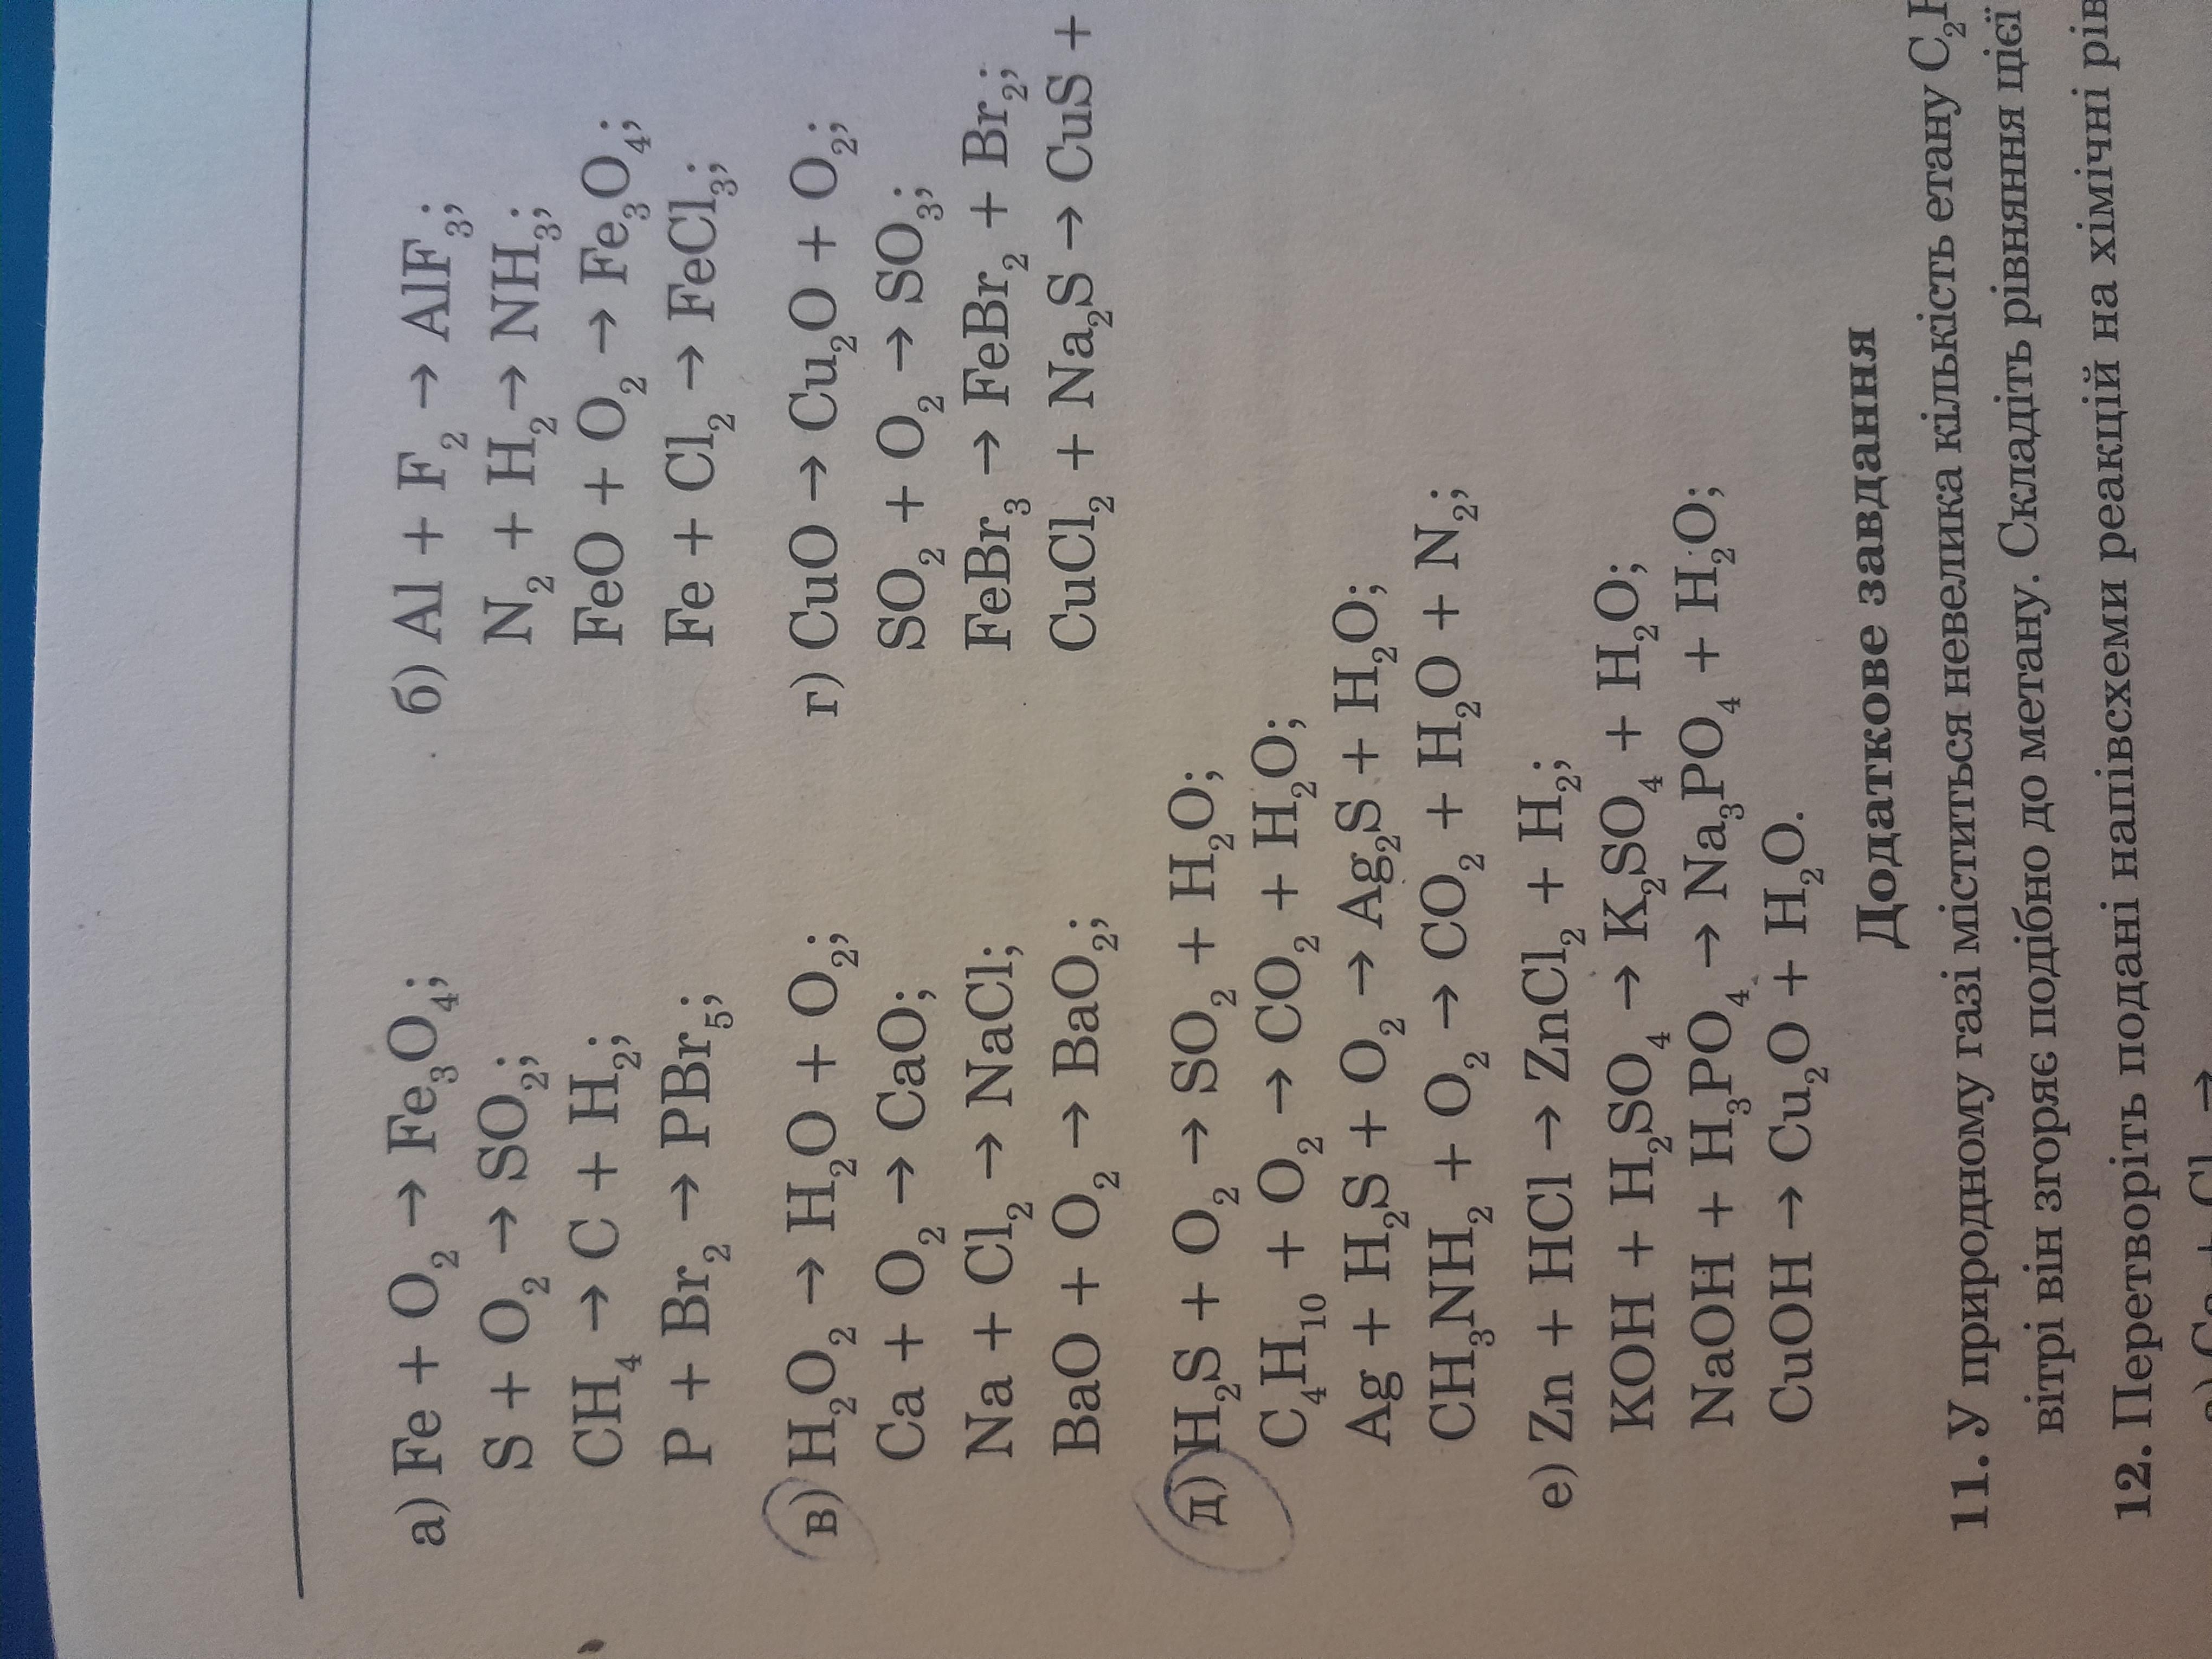 а) Fe + O₂ → Fe₃O₄; б) Al + F₂ → AlF₃;
S + O₂ → SO₂; N₂ + H₂ → NH₃;
CH₄ → C + H₂; FeO + O₂ → Fe₃O₄;
P + Br₂ → PBr₅; Fe + Cl₂ → FeCl₃;
в) H₂O₂ → H₂O + O₂; г) CuO → Cu₂O + O₂;
Ca + O₂ → CaO; SO₂ + O₂ → SO₃;
Na + Cl₂ → NaCl; FeBr₃ → FeBr₂ + Br₂;
BaO + O₂ → BaO₂; CuCl₂ + Na₂S → CuS +
д) H₂S + O₂ → SO₂ + H₂O;
C₄H₁₀ + O₂ → CO₂ + H₂O;
Ag + H₂S + O₂ → Ag₂S + H₂O;
CH₃NH₂ + O₂ → CO₂ + H₂O + N₂;
е) Zn + HCl → ZnCl₂ + H₂;
KOH + H₂SO₄ → K₂SO₄ + H₂O;
NaOH + H₃PO₄ → Na₃PO₄ + H₂O;
CuOH → Cu₂O + H₂O.
Додаткове завдання
11. У природному газі міститься невелика кількість етану C₂H
вітрі він згоряє подібно до метану. Складіть рівняння цієї
12. Перетворіть подані напівсхеми реакцій на хімічні рів